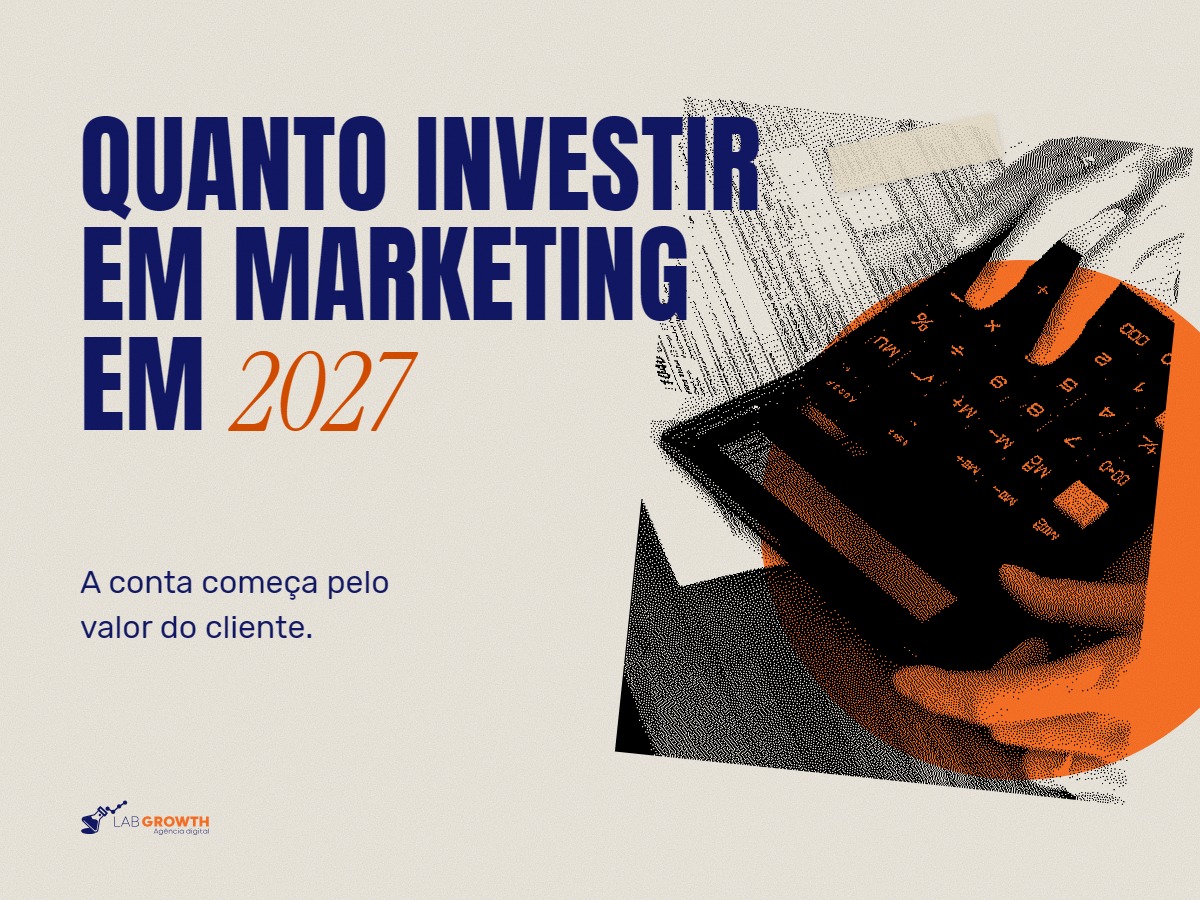 QUANTO INVESTIR
EM MARKETING
EM 2027
A conta começa pelo
valor do cliente.
LAB GROWTH
Agência digital